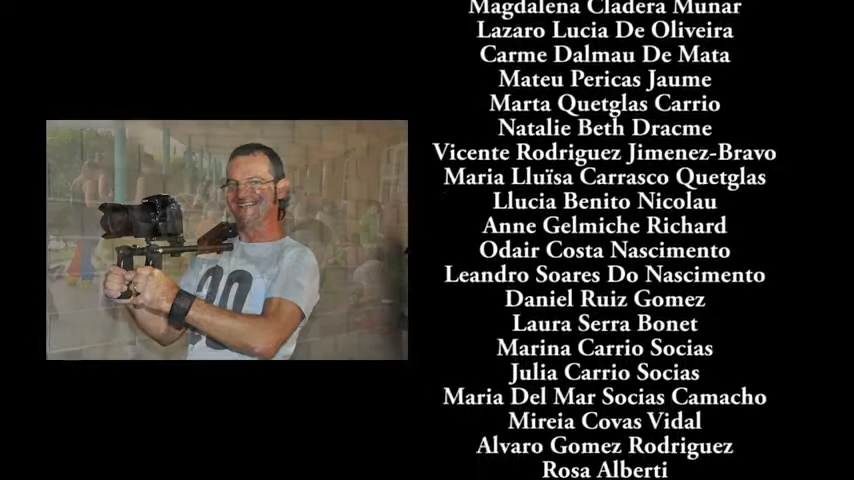 Magdalena Cladera Munar
Lazaro Lucia De Oliveira
Carme Dalmau De Mata
Mateu Pericas Jaume
Marta Quetglas Carrio
Natalie Beth Dracme
Vicente Rodriguez Jimenez-Bravo
Maria Lluïsa Carrasco Quetglas
Llucia Benito Nicolau
Anne Gelmiche Richard
Odair Costa Nascimento
Leandro Soares Do Nascimento
Daniel Ruiz Gomez
Laura Serra Bonet
Marina Carrio Socias
Julia Carrio Socias
Maria Del Mar Socias Camacho
Mireia Covas Vidal
Alvaro Gomez Rodriguez
Rosa Alberti